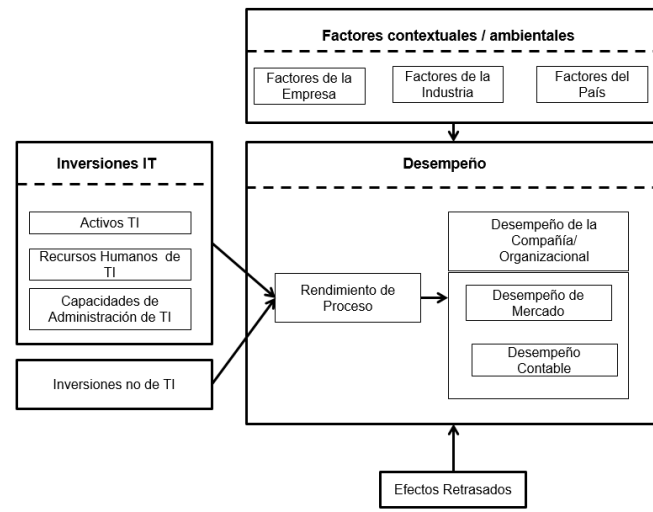 Factores contextuales / ambientales
Factores de la
Empresa
Factores de la
Industria
Factores del
País
Inversiones IT
Activos TI
Recursos Humanos de
TI
Capacidades de
Administración de TI
Inversiones no de TI
Desempeño
Rendimiento de
Proceso
Desempeño de la
Compañía/
Organizacional
Desempeño de
Mercado
Desempeño
Contable
Efectos Retrasados